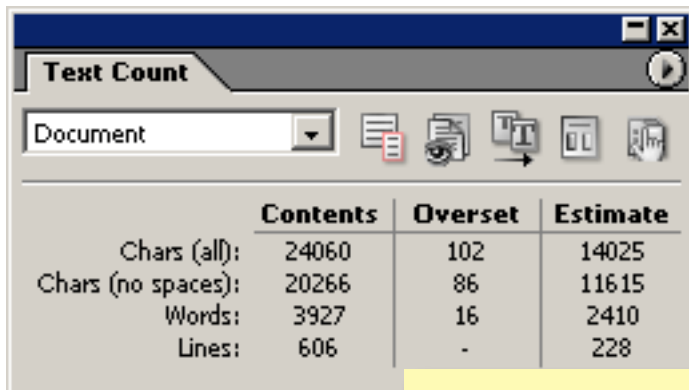 Text Count
Document
Contents Overset Estimate
Chars (all): 24060 102 14025
Chars (no spaces): 20266 86 11615
Words: 3927 16 2410
Lines: 606 - 228